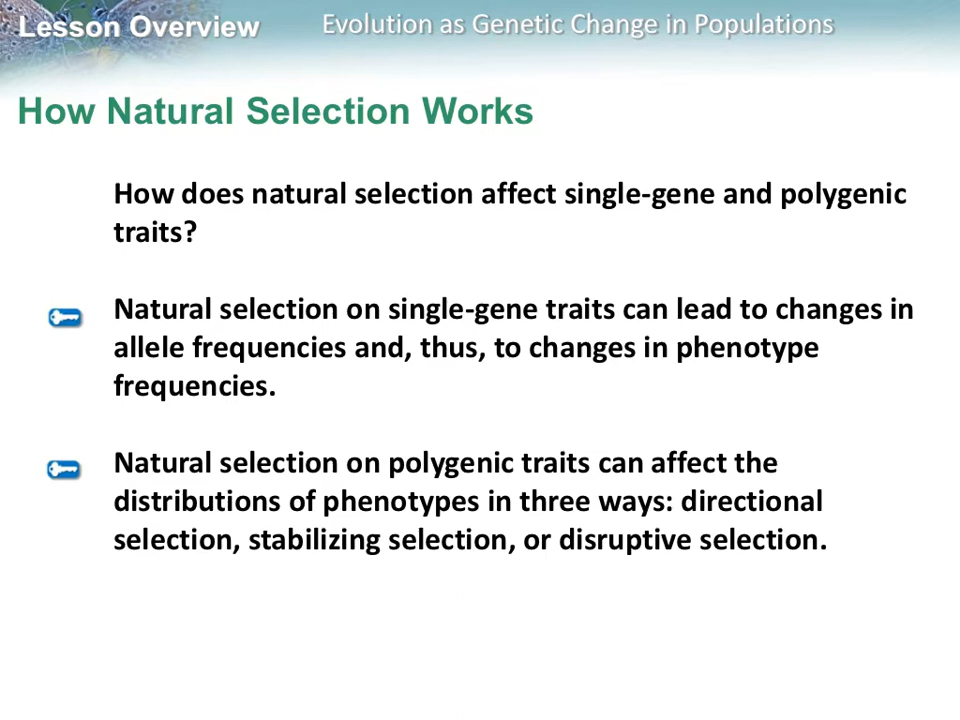 Lesson Overview
Evolution as Genetic Change in Populations
How Natural Selection Works
How does natural selection affect single-gene and polygenic
traits?
Natural selection on single-gene traits can lead to changes in
allele frequencies and, thus, to changes in phenotype
frequencies.
Natural selection on polygenic traits can affect the
distributions of phenotypes in three ways: directional
selection, stabilizing selection, or disruptive selection.